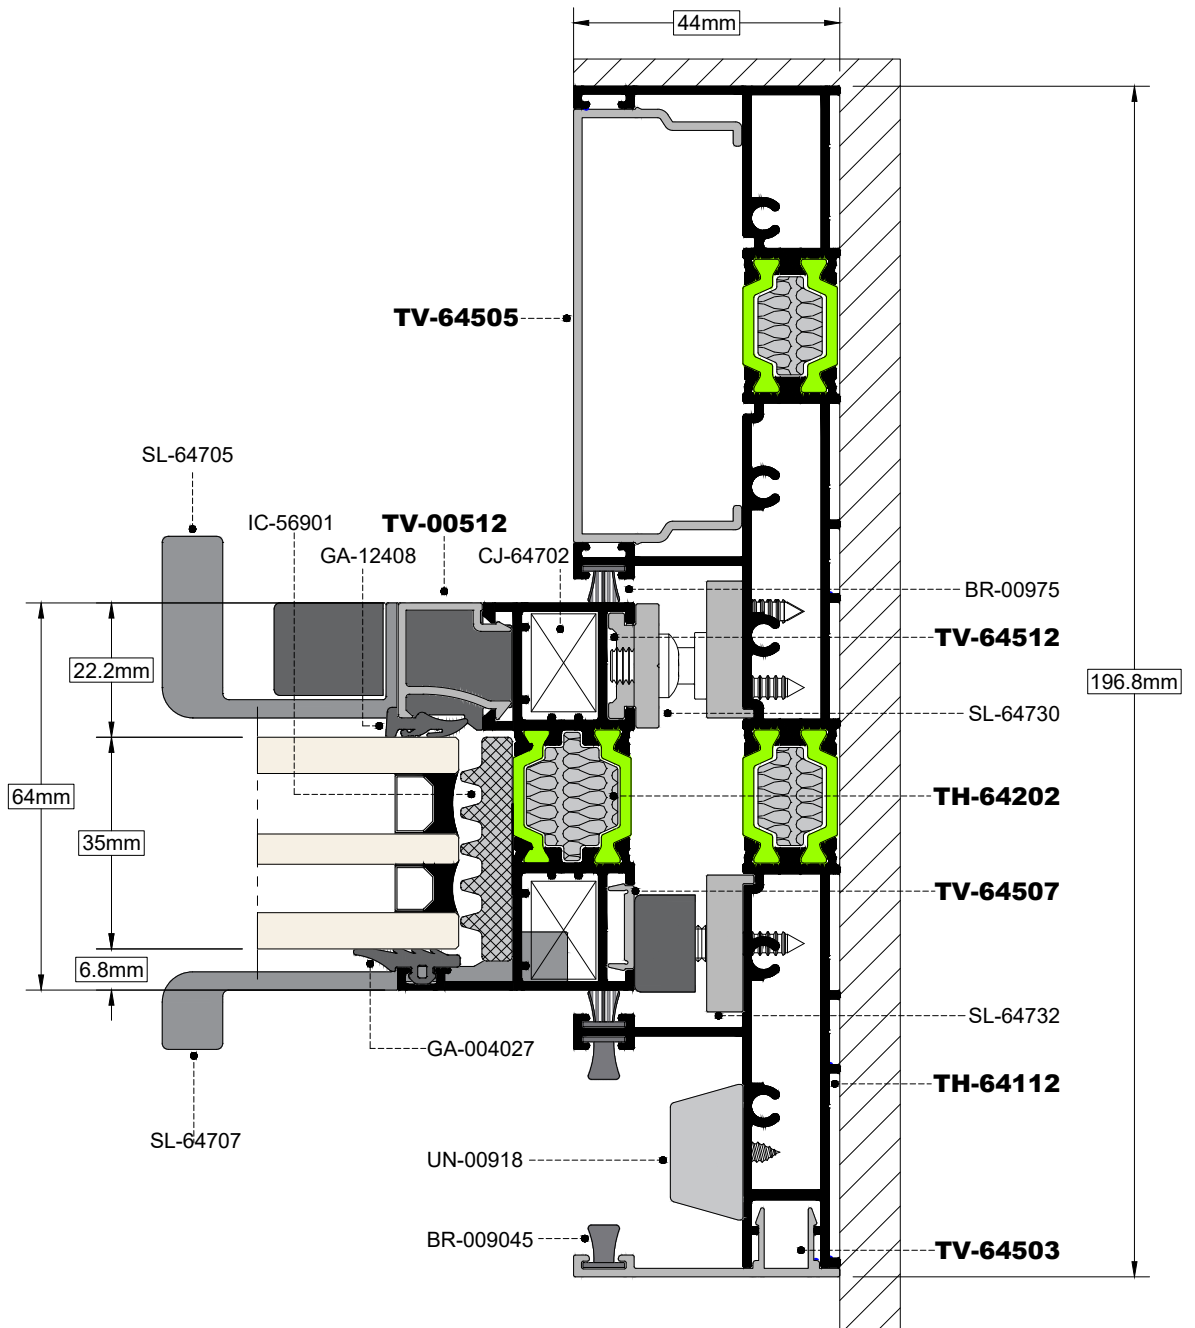 44mm
TV-64505
SL-64705
IC-56901
TV-00512
GA-12408
CJ-64702
BR-00975
TV-64512
22.2mm
196.8mm
SL-64730
64mm
TH-64202
35mm
TV-64507
6.8mm
SL-64732
GA-004027
TH-64112
SL-64707
UN-00918
BR-009045
TV-64503